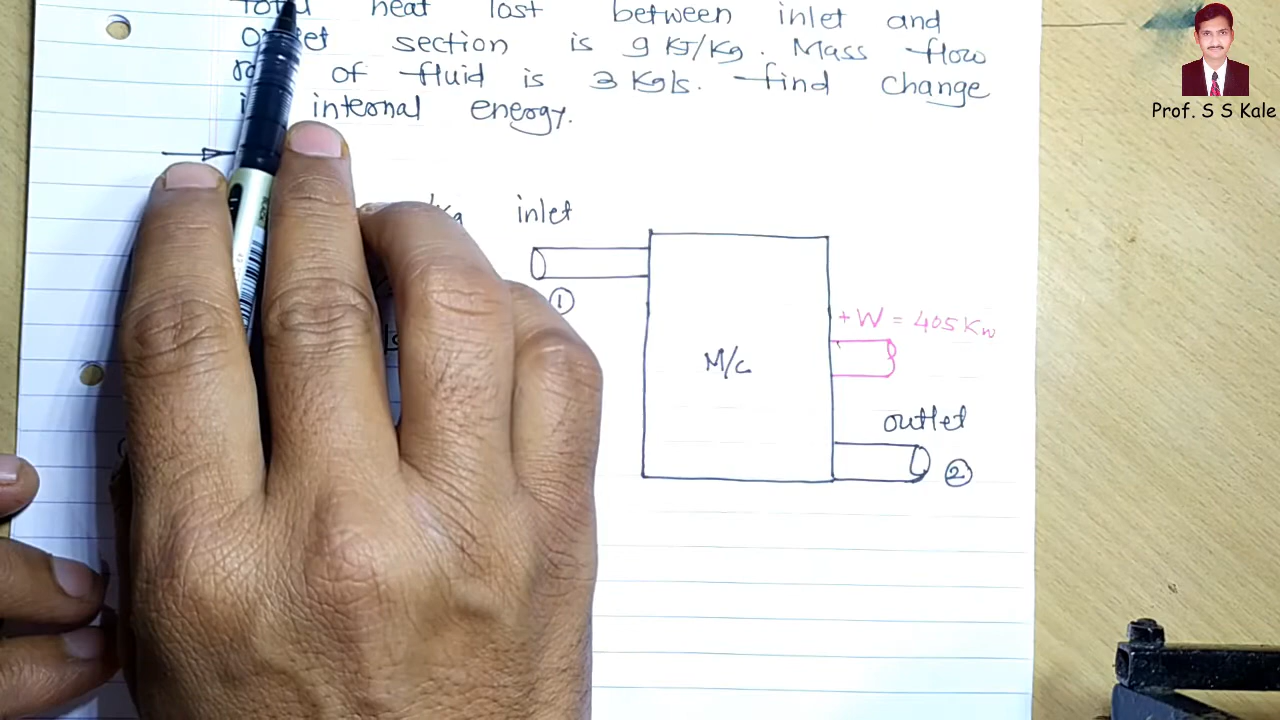 heat lost between inlet and
section is 9 KJ/Kg. Mass flow
of fluid is 3 Kg/s. find change
internal energy.
inlet
1
+ W = 405 Kw
M/C
outlet
2
Prof. S S Kale